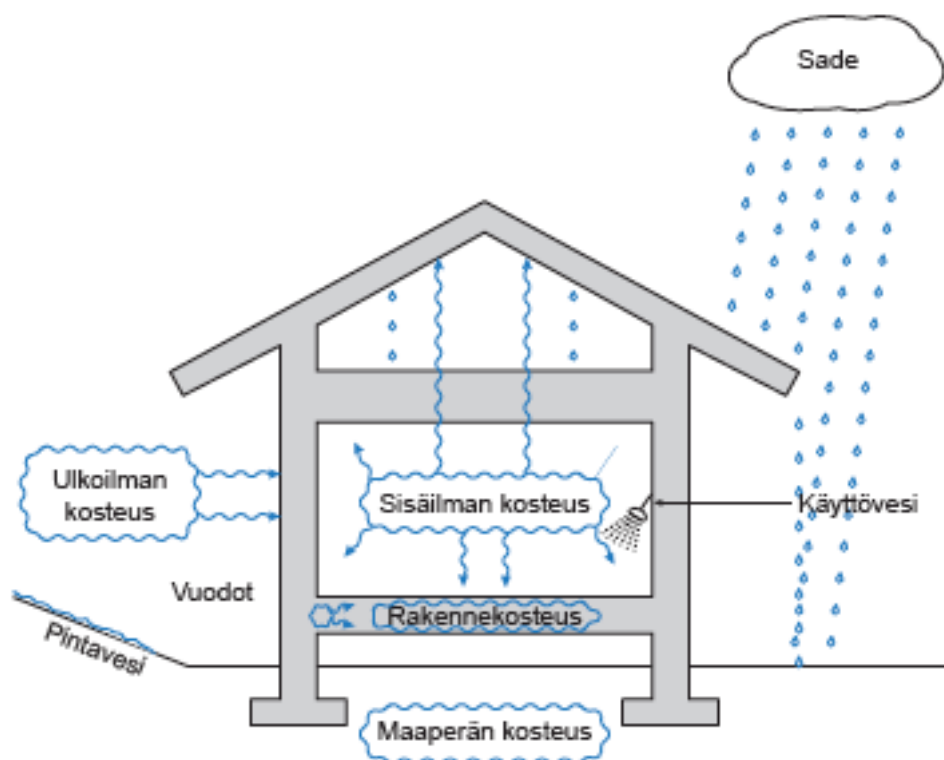 Sade
Ulkoilman
kosteus
Sisäilman kosteus
Käyttövesi
Vuodot
Rakennekosteus
Pintavesi
Maaperän kosteus